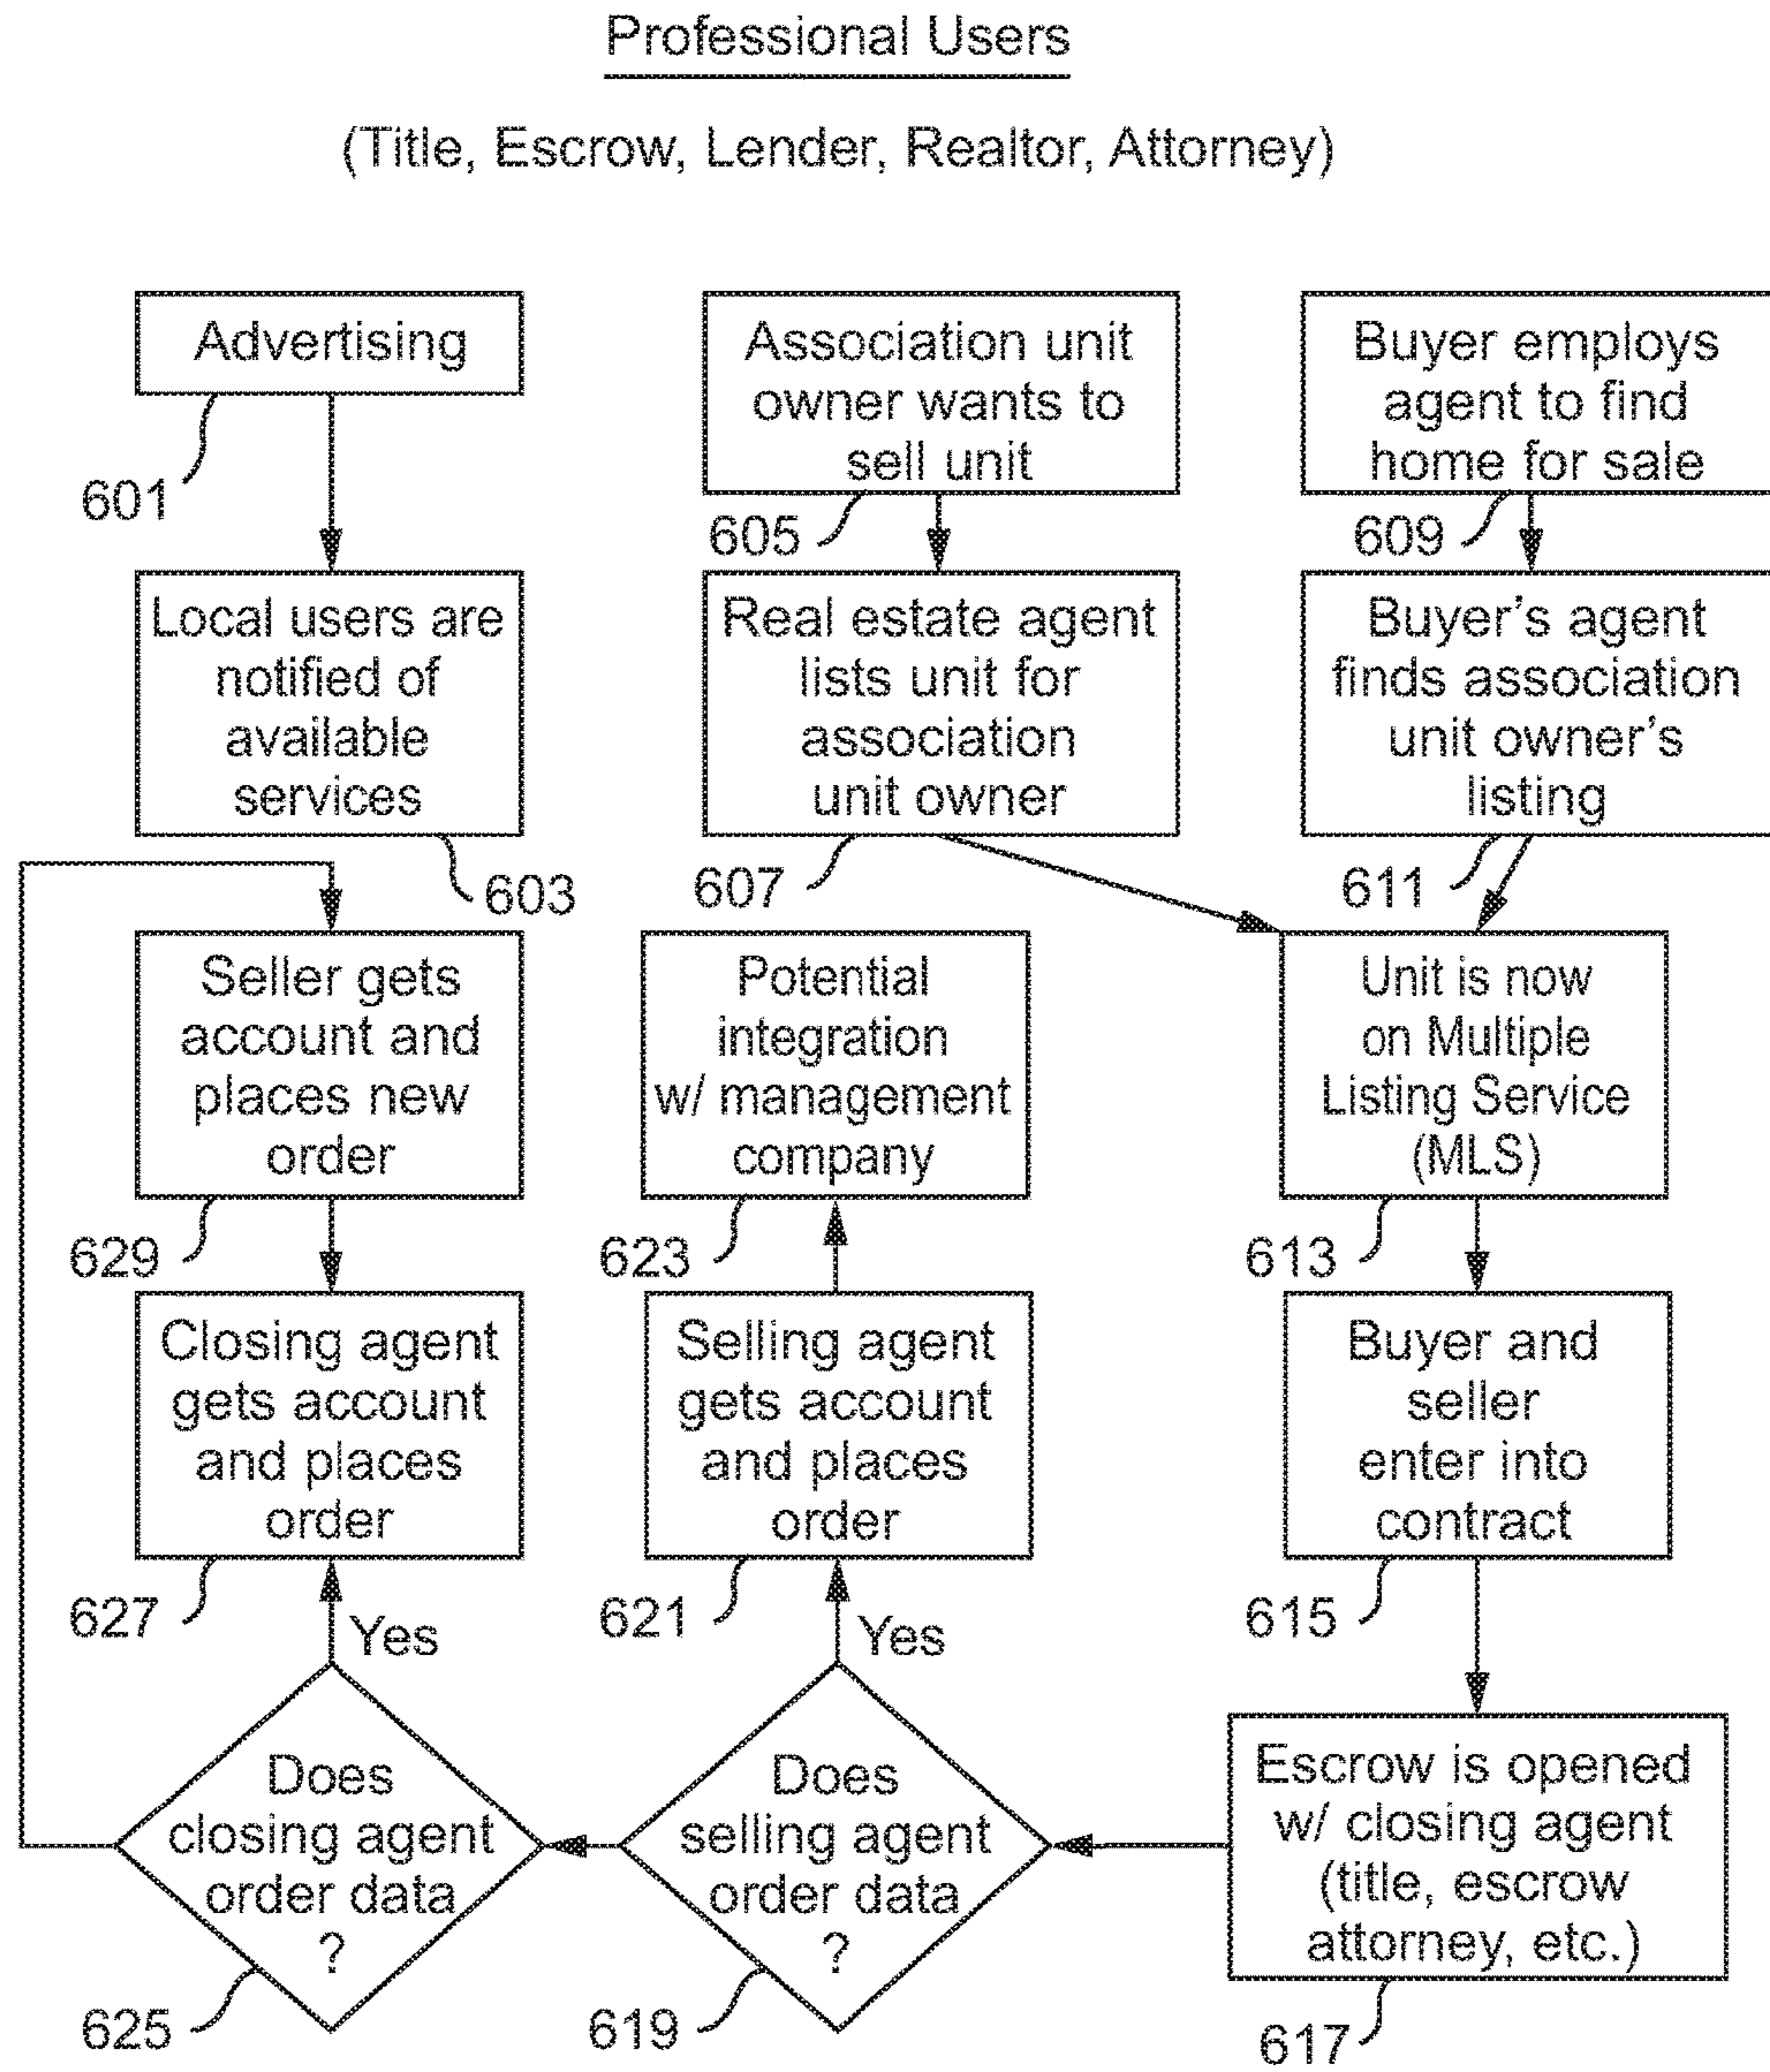 Professional Users
(Title, Escrow, Lender, Realtor, Attorney)
Advertising
601
Association unit
owner wants to
sell unit
605
Buyer employs
agent to find
home for sale
609
Local users are
notified of
available
services
603
Real estate agent
lists unit for
association
unit owner
607
Buyer's agent
finds association
unit owner's
listing
611
Seller gets
account and
places new
order
629
Potential
integration
w/ management
company
623
Unit is now
on Multiple
Listing Service
(MLS)
613
Closing agent
gets account
and places
order
627
Yes
Selling agent
gets account
and places
order
621
Yes
Buyer and
seller
enter into
contract
615
Does
closing agent
order data
?
625
Does
selling agent
order data
?
619
Escrow is opened
w/ closing agent
(title, escrow
attorney, etc.)
617